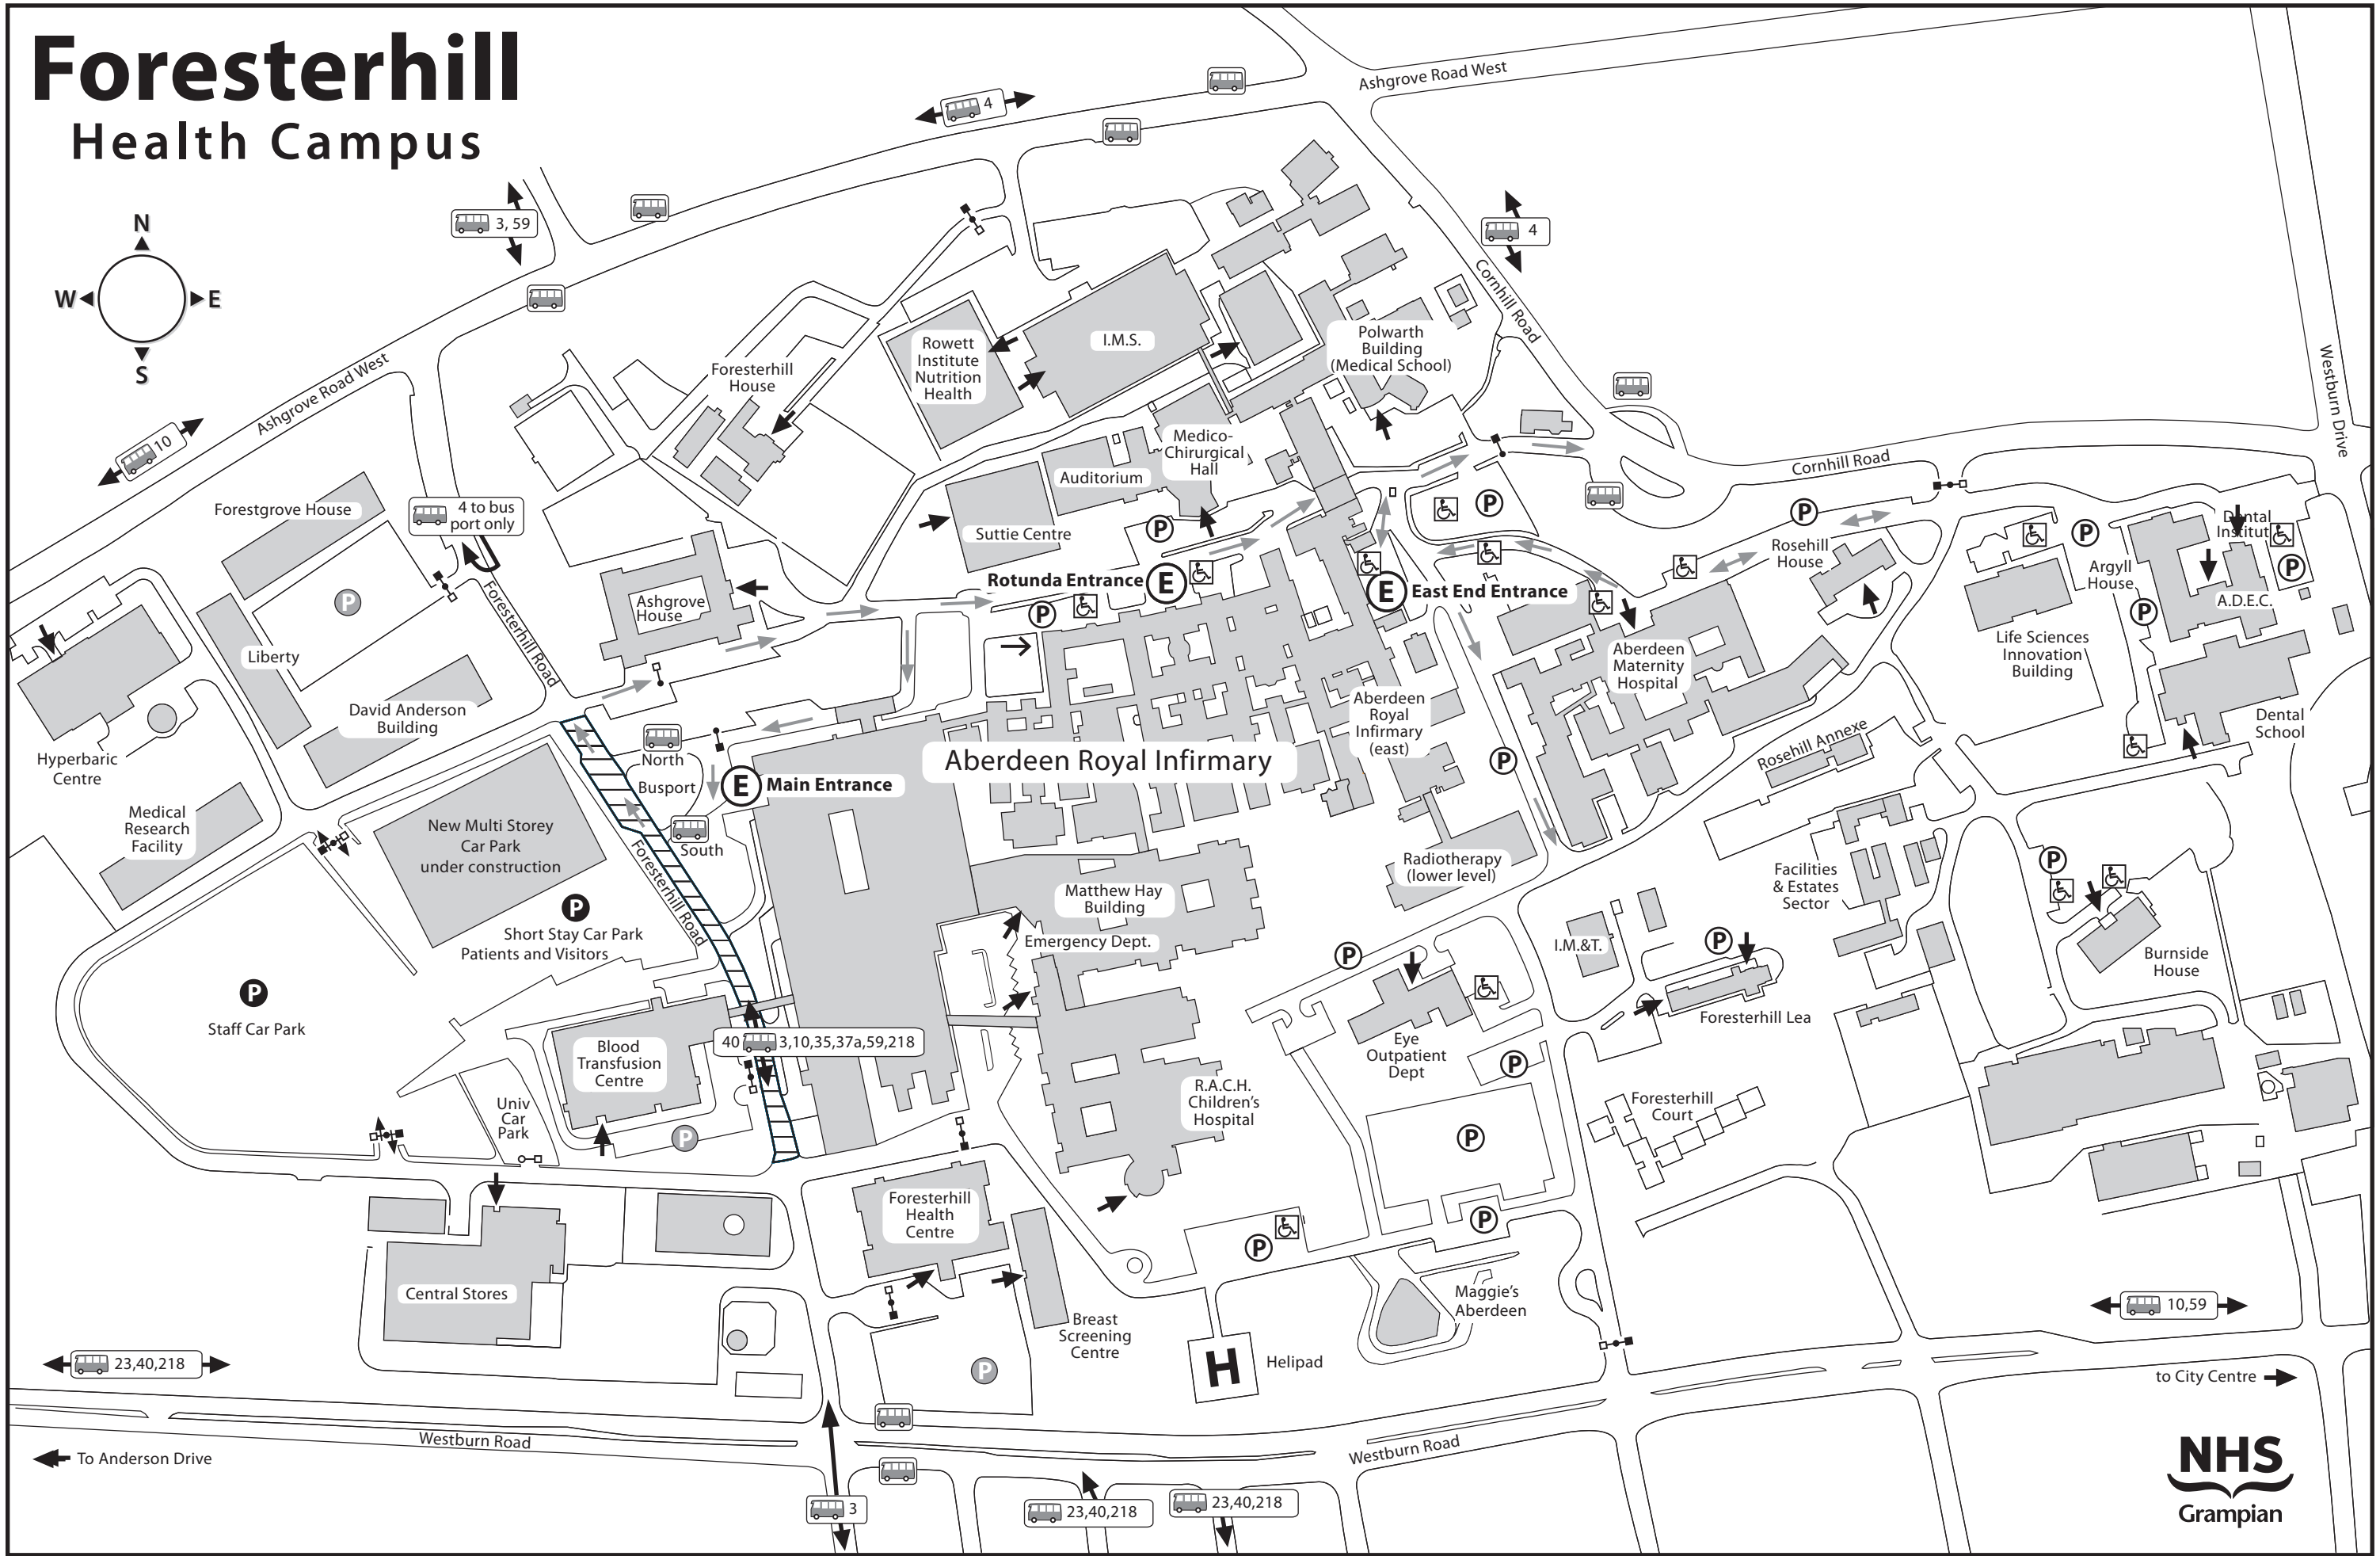 Foresterhill
Health Campus
N
W
E
S
Ashgrove Road West
4
3, 59
4
Cornhill Road
Ashgrove Road West
10
Foresterhill
House
Rowett
Institute
Nutrition
Health
I.M.S.
Polwarth
Building
(Medical School)
Westburn Drive
Forestgrove House
4 to bus
port only
Auditorium
Medico-
Chirurgical
Hall
Cornhill Road
Suttie Centre
P
P
P
Rotunda Entrance
E
E
East End Entrance
P
Rosehill
House
P
Argyll
House
Dental
Institut
P
A.D.E.C.
P
Foresterhill Road
Ashgrove
House
P
Liberty
David Anderson
Building
Hyperbaric
Centre
Life Sciences
Innovation
Building
Aberdeen
Maternity
Hospital
Aberdeen
Royal
Infirmary
(east)
Dental
School
North
Busport
South
E
Main Entrance
Aberdeen Royal Infirmary
P
Rosehill Annexe
Medical
Research
Facility
New Multi Storey
Car Park
under construction
Foresterhill Road
P
Short Stay Car Park
Patients and Visitors
Radiotherapy
(lower level)
Matthew Hay
Building
Emergency Dept.
Facilities
& Estates
Sector
P
Burnside
House
P
Staff Car Park
P
I.M.&T.
P
Foresterhill Lea
Blood
Transfusion
Centre
40
3,10,35,37a,59,218
Eye
Outpatient
Dept
P
R.A.C.H.
Children's
Hospital
Foresterhill
Court
Univ
Car
Park
P
P
Foresterhill
Health
Centre
P
P
Central Stores
Maggie's
Aberdeen
Breast
Screening
Centre
10,59
23,40,218
P
H
Helipad
to City Centre
Westburn Road
Westburn Road
To Anderson Drive
3
23,40,218
23,40,218
NHS
Grampian